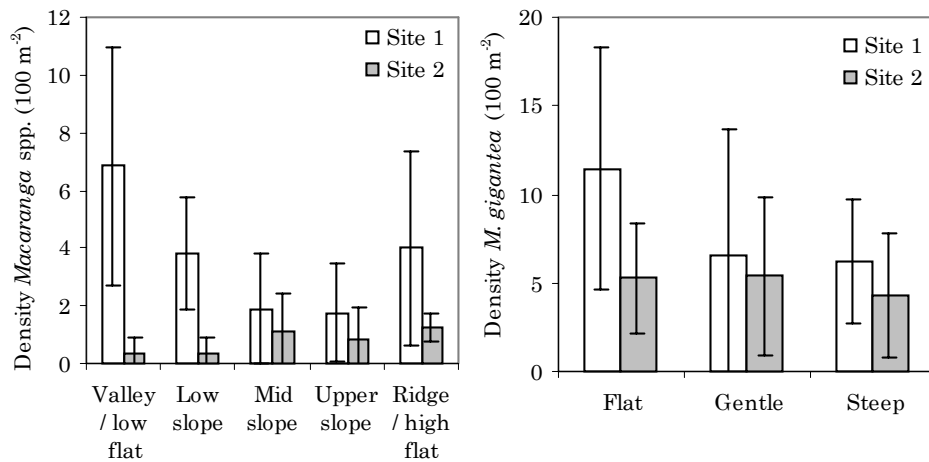 Density Macaranga spp. (100 m⁻²)
12
10
8
6
4
2
0
Site 1
Site 2
Valley / low flat
Low slope
Mid slope
Upper slope
Ridge / high flat
Density M. gigantea (100 m⁻²)
20
15
10
5
0
Site 1
Site 2
Flat
Gentle
Steep